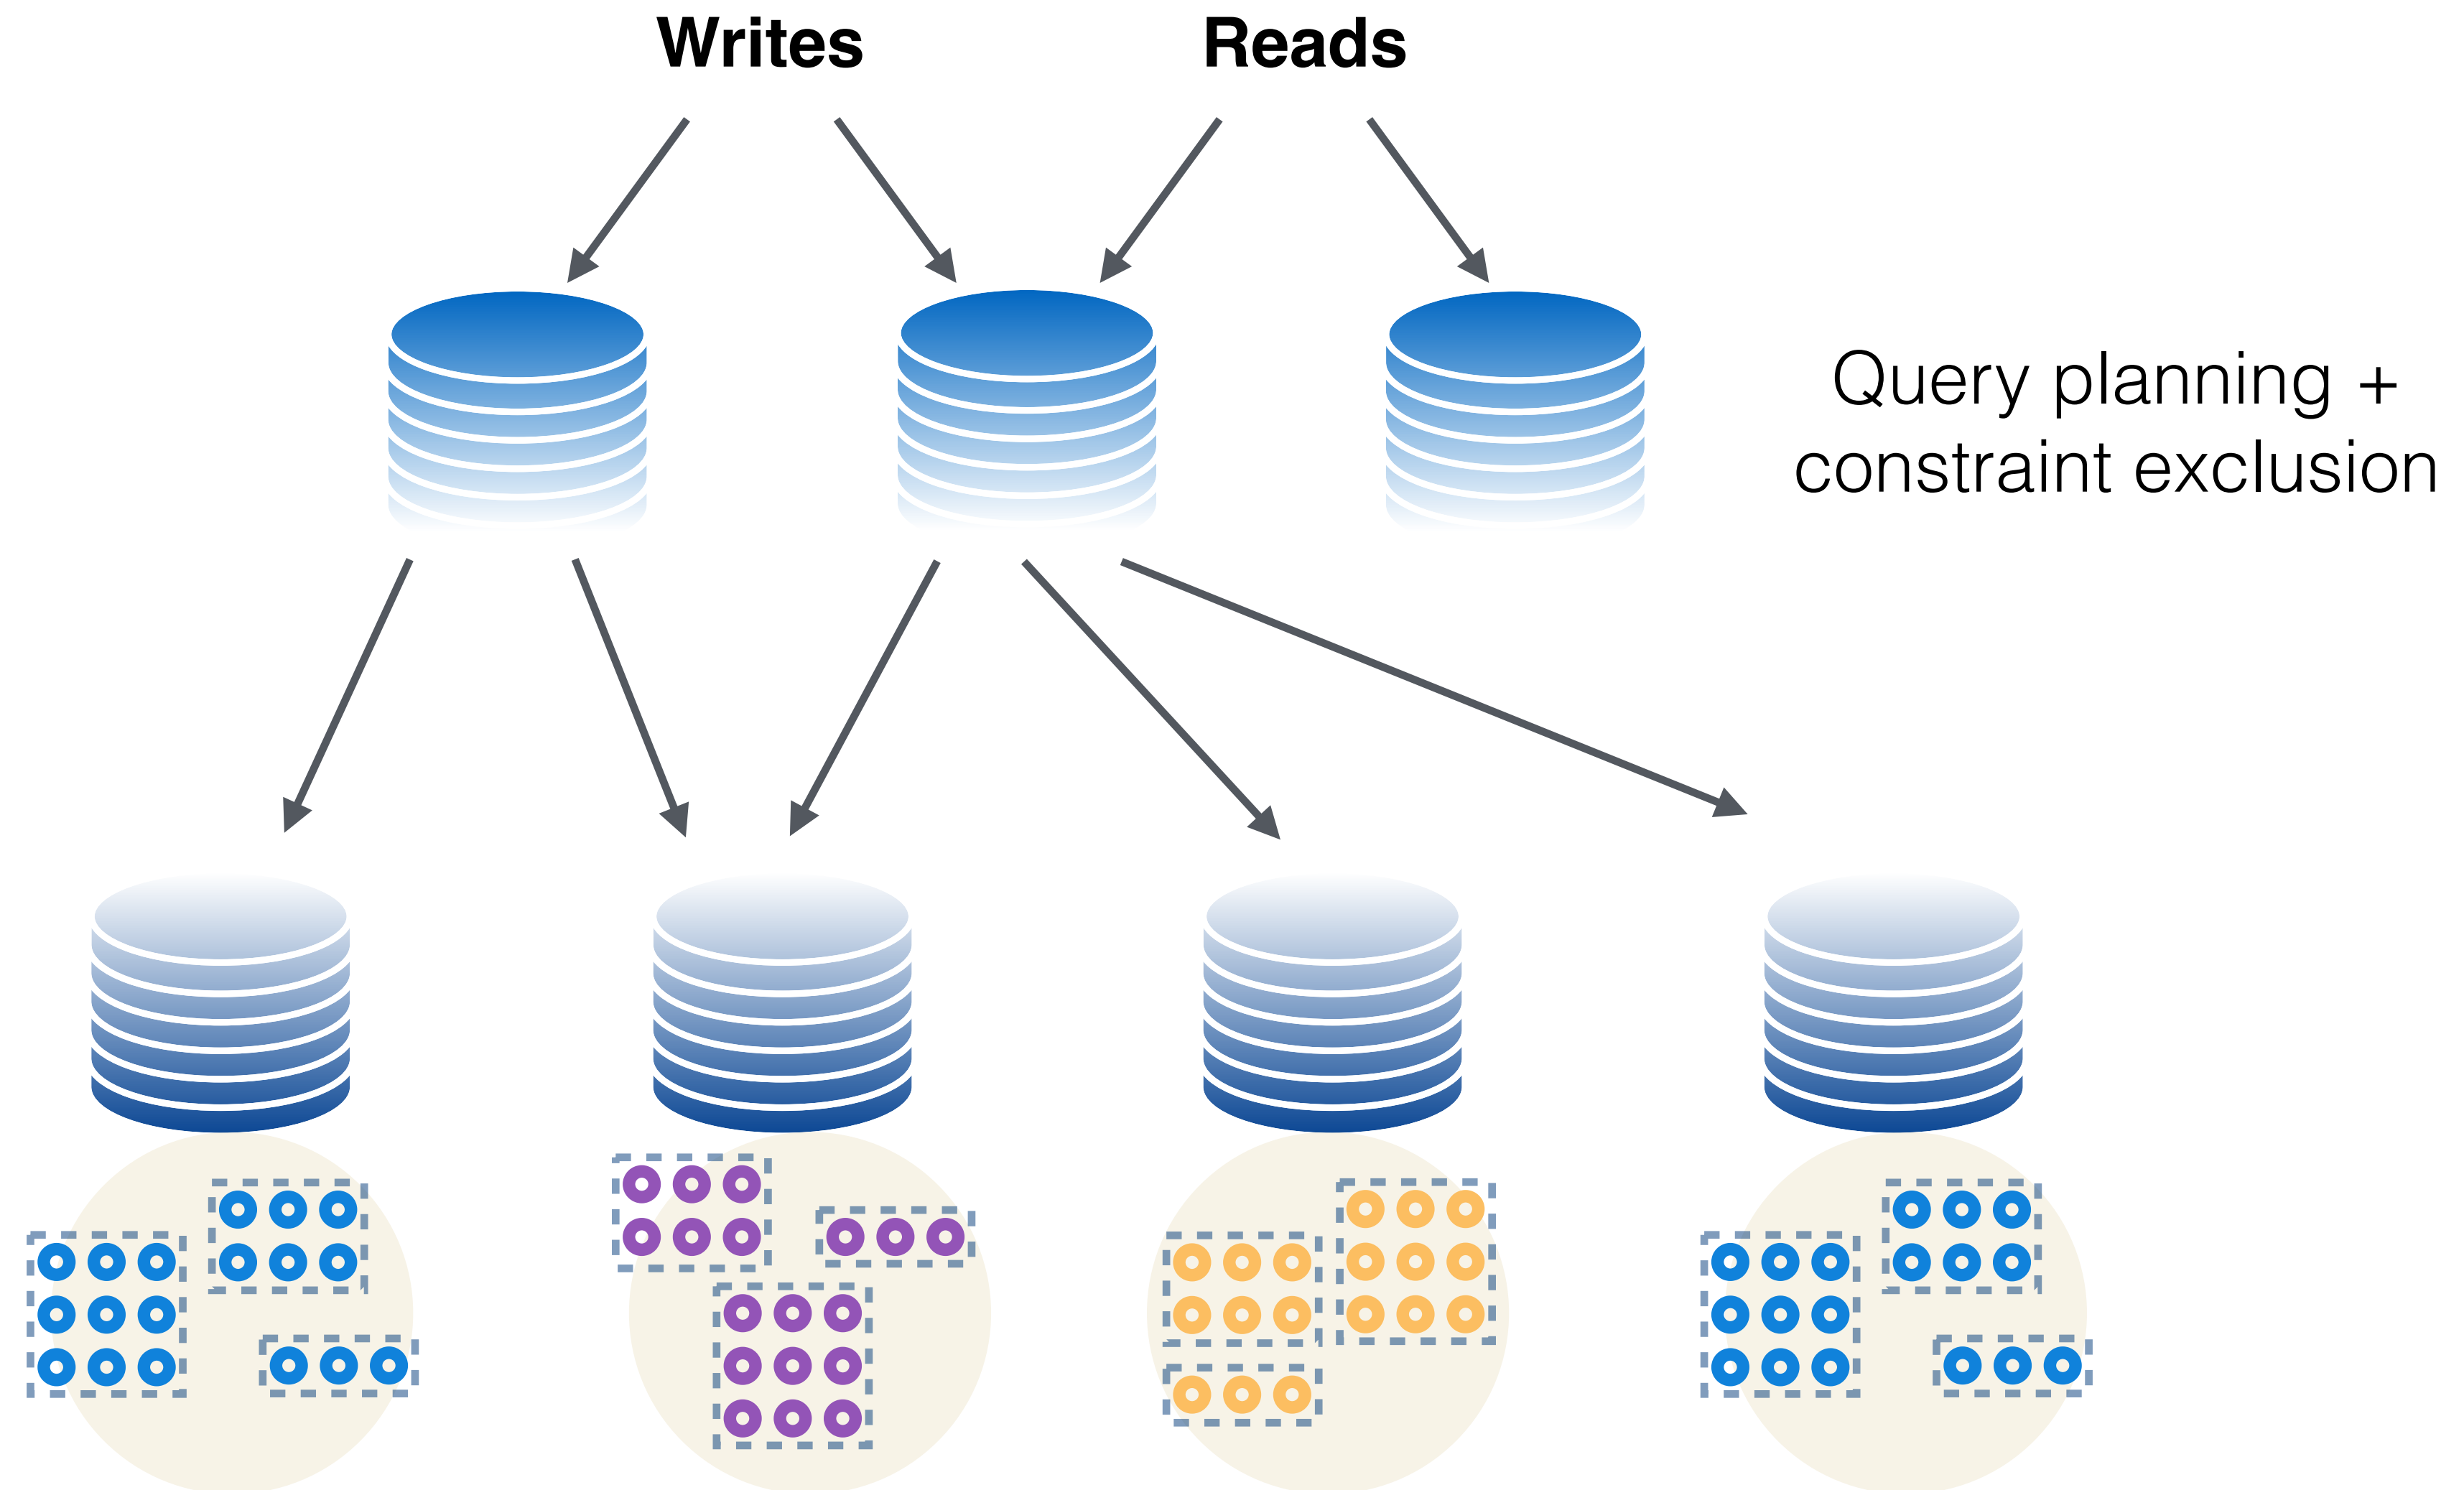 Writes
Reads
Query planning +
constraint exclusion